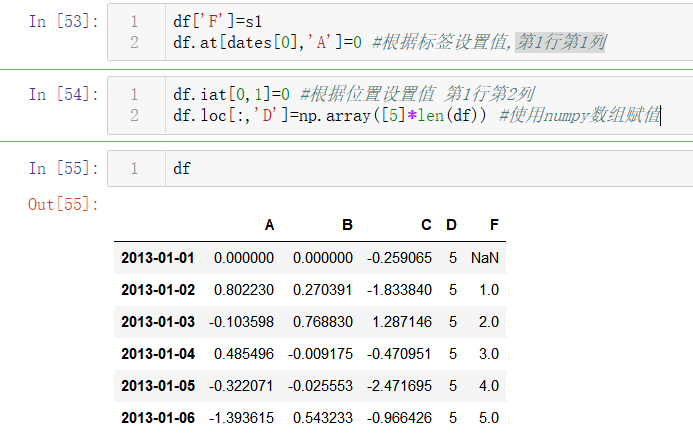 In [53]: 1 df['F']=s1
2 df.at[dates[0],'A']=0 #根据标签设置值,第1行第1列
In [54]: 1 df.iat[0,1]=0 #根据位置设置值 第1行第2列
2 df.loc[:,'D']=np.array([5]*len(df)) #使用numpy数组赋值
In [55]: 1 df
Out[55]:
A B C D F
2013-01-01 0.000000 0.000000 -0.259065 5 NaN
2013-01-02 0.802230 0.270391 -1.833840 5 1.0
2013-01-03 -0.103598 0.768830 1.287146 5 2.0
2013-01-04 0.485496 -0.009175 -0.470951 5 3.0
2013-01-05 -0.322071 -0.025553 -2.471695 5 4.0
2013-01-06 -1.393615 0.543233 -0.966426 5 5.0